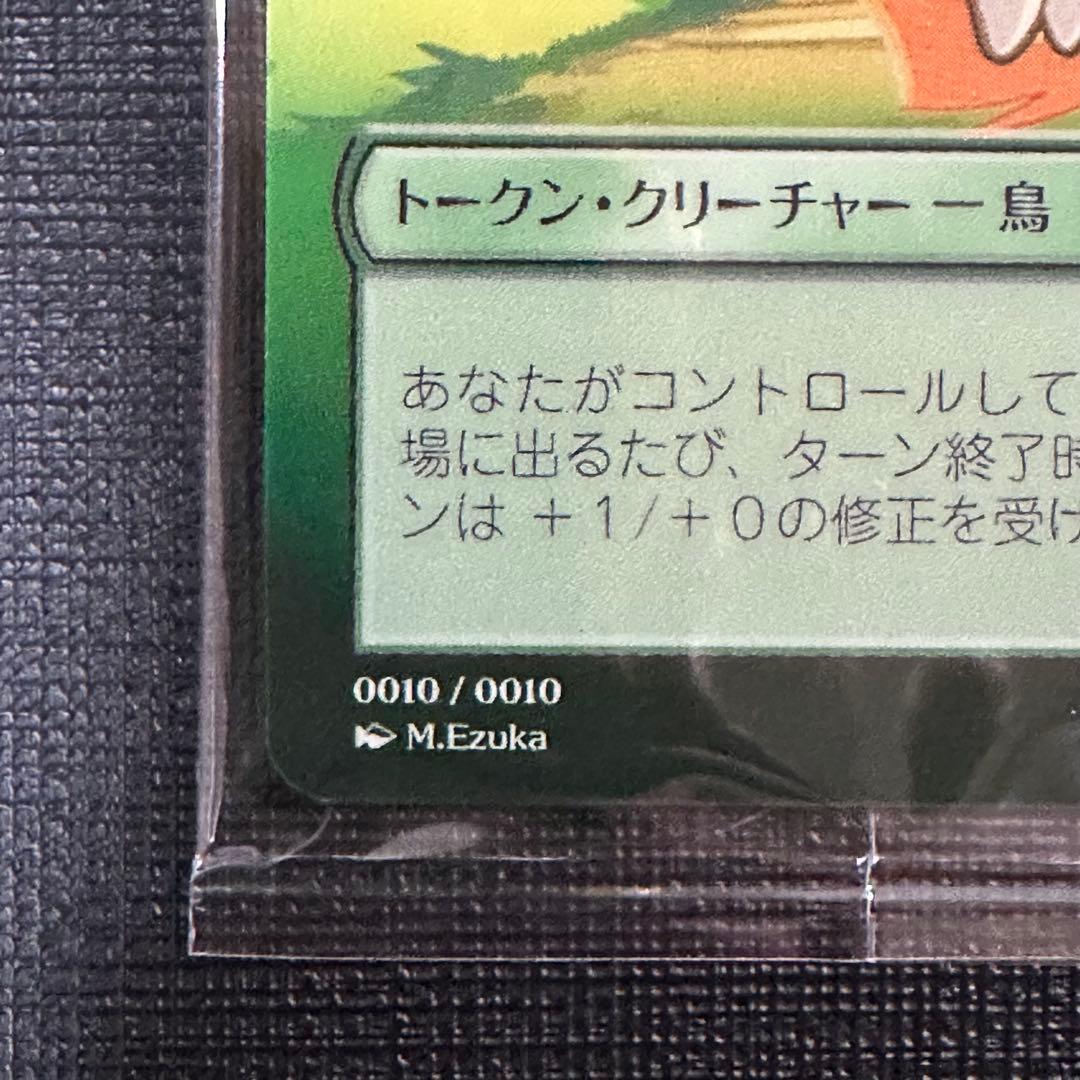 トークン・クリーチャー ― 鳥
あなたがコントロールして
場に出るたび、ターン終了時
ンは ＋１/＋０の修正を受け
0010 / 0010
M.Ezuka